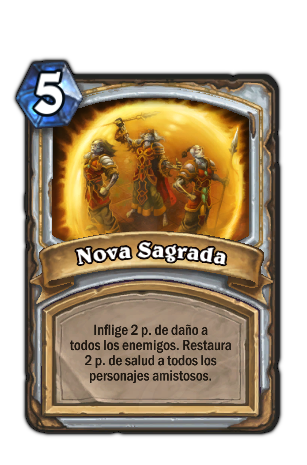 5
Nova Sagrada
Inflige 2 p. de daño a
todos los enemigos. Restaura
2 p. de salud a todos los
personajes amistosos.